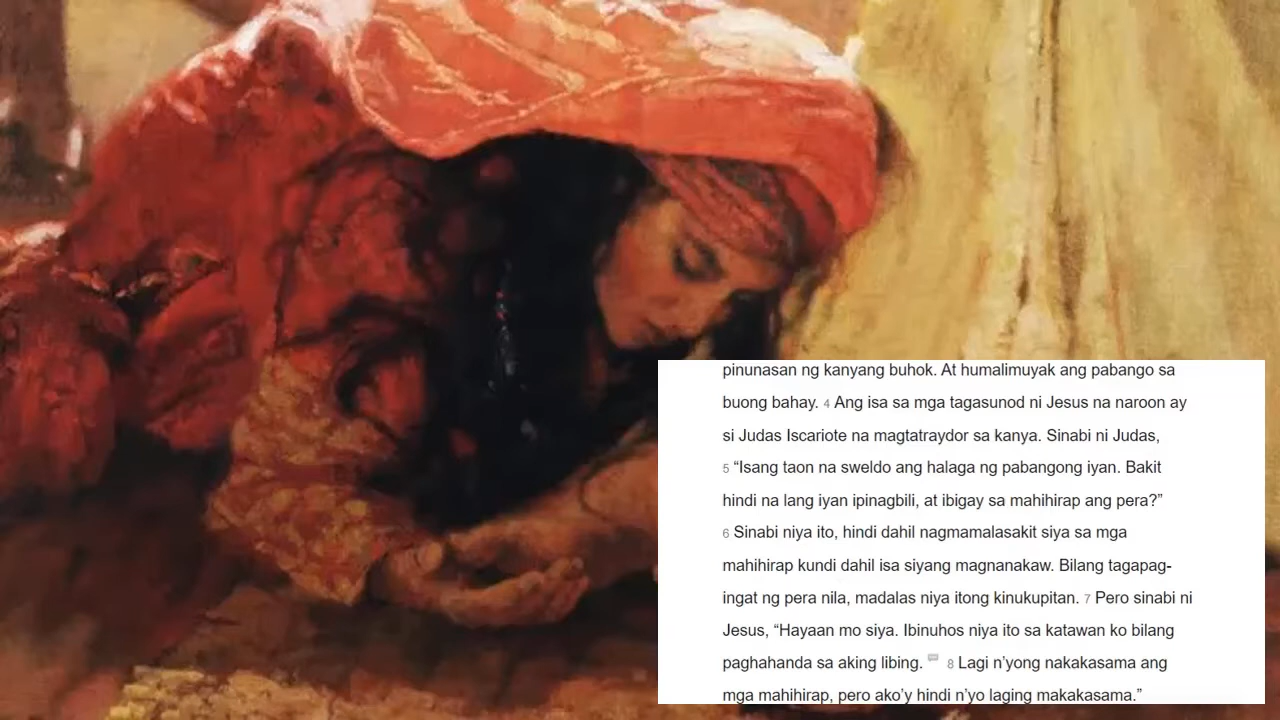 pinunasan ng kanyang buhok. At humalimuyak ang pabango sa
buong bahay. 4 Ang isa sa mga tagasunod ni Jesus na naroon ay
si Judas Iscariote na magtatraydor sa kanya. Sinabi ni Judas,
5 “Isang taon na sweldo ang halaga ng pabangong iyan. Bakit
hindi na lang iyan ipinagbili, at ibigay sa mahihirap ang pera?”
6 Sinabi niya ito, hindi dahil nagmamalasakit siya sa mga
mahihirap kundi dahil isa siyang magnanakaw. Bilang tagapag-
ingat ng pera nila, madalas niya itong kinukupitan. 7 Pero sinabi ni
Jesus, “Hayaan mo siya. Ibinuhos niya ito sa katawan ko bilang
paghahanda sa aking libing. 8 Lagi n’yong nakakasama ang
mga mahihirap, pero ako’y hindi n’yo laging makakasama.”